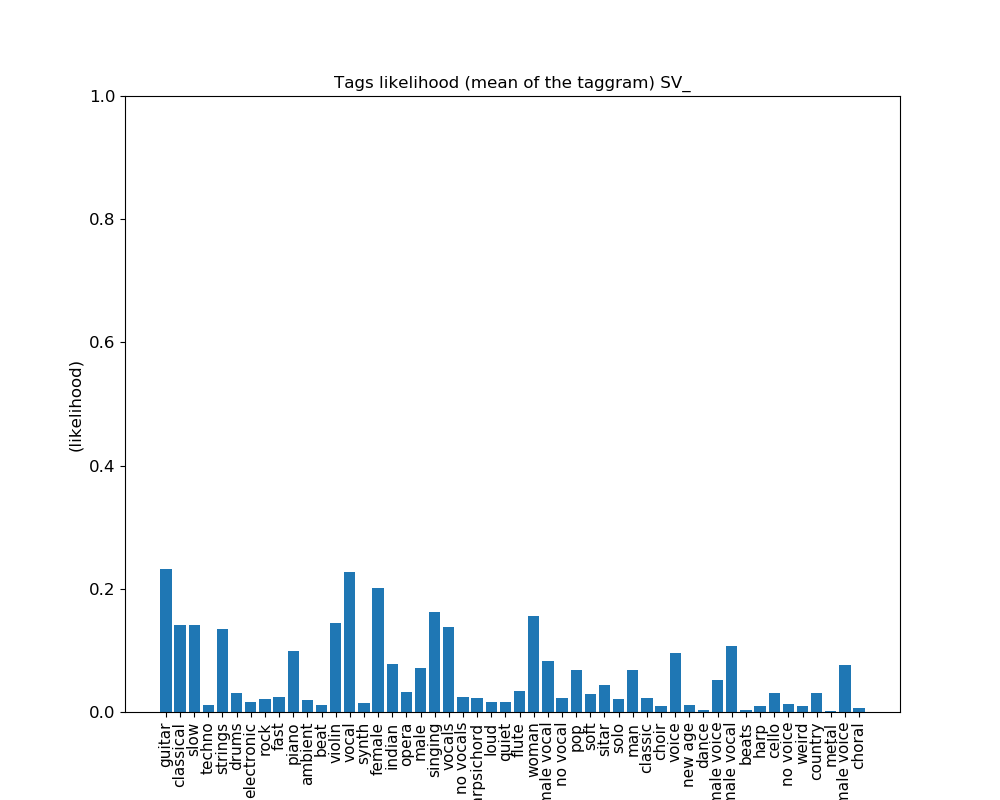 Tags likelihood (mean of the taggram) SV_
1.0
0.8
0.6
0.4
0.2
0.0
(likelihood)
guitar
classical
slow
techno
strings
drums
electronic
rock
fast
piano
ambient
beat
violin
vocal
synth
female
indian
opera
male
singing
vocals
no vocals
arpsichord
loud
quiet
flute
woman
male vocal
no vocal
pop
soft
sitar
solo
man
classic
choir
voice
new age
dance
male voice
male vocal
beats
harp
cello
no voice
weird
country
metal
male voice
choral